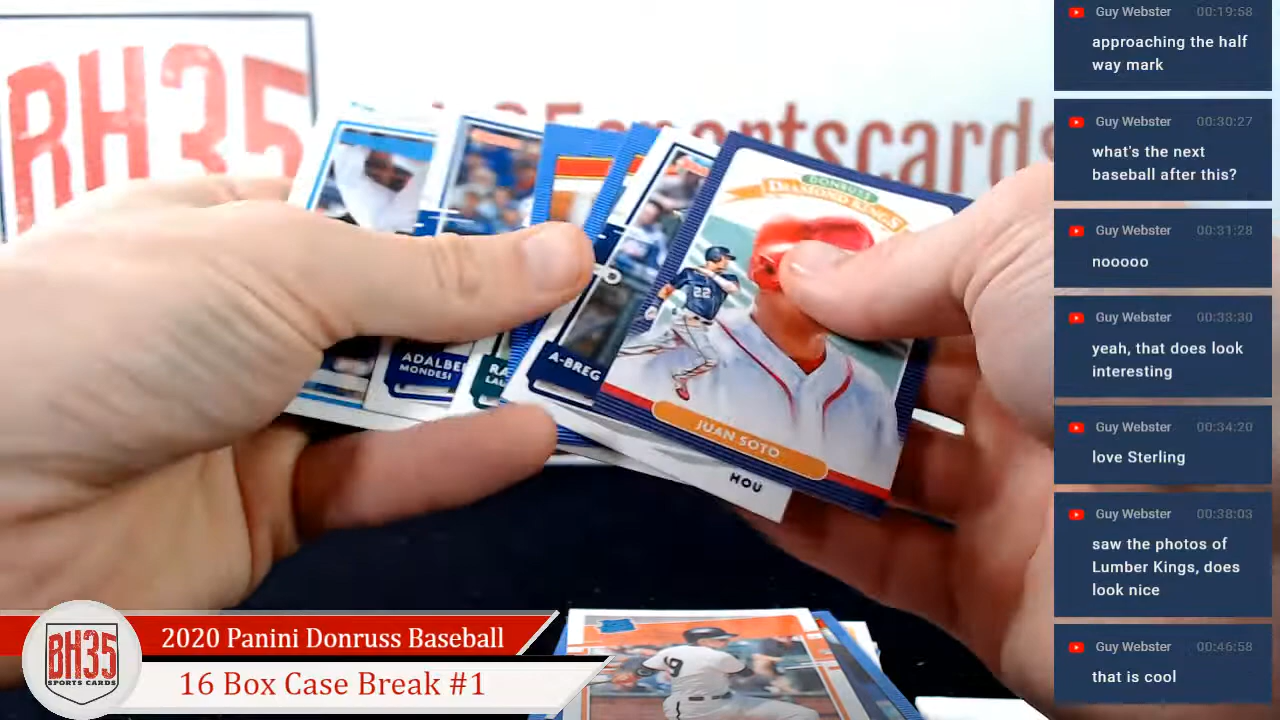 BH35
bh35sportscards
DONRUSS
DIAMOND KINGS
22
JUAN SOTO
HOU
A-BREG
RA
LAL
ADALBE
MONDESI
9
BH35
SPORTS CARDS
2020 Panini Donruss Baseball
16 Box Case Break #1
Guy Webster 00:19:58
approaching the half
way mark
Guy Webster 00:30:27
what's the next
baseball after this?
Guy Webster 00:31:28
nooooo
Guy Webster 00:33:30
yeah, that does look
interesting
Guy Webster 00:34:20
love Sterling
Guy Webster 00:38:03
saw the photos of
Lumber Kings, does
look nice
Guy Webster 00:46:58
that is cool